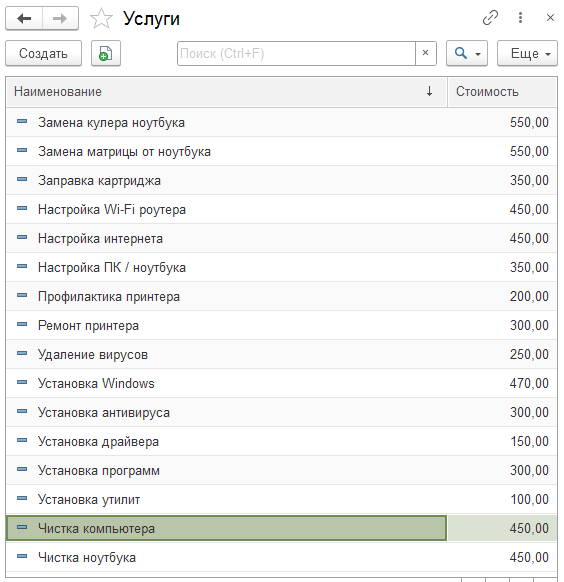 Услуги
Создать Поиск (Ctrl+F) × Еще
Наименование ↓ Стоимость
Замена кулера ноутбука 550,00
Замена матрицы от ноутбука 550,00
Заправка картриджа 350,00
Настройка Wi-Fi роутера 450,00
Настройка интернета 450,00
Настройка ПК / ноутбука 350,00
Профилактика принтера 200,00
Ремонт принтера 300,00
Удаление вирусов 250,00
Установка Windows 470,00
Установка антивируса 300,00
Установка драйвера 150,00
Установка программ 300,00
Установка утилит 100,00
Чистка компьютера 450,00
Чистка ноутбука 450,00